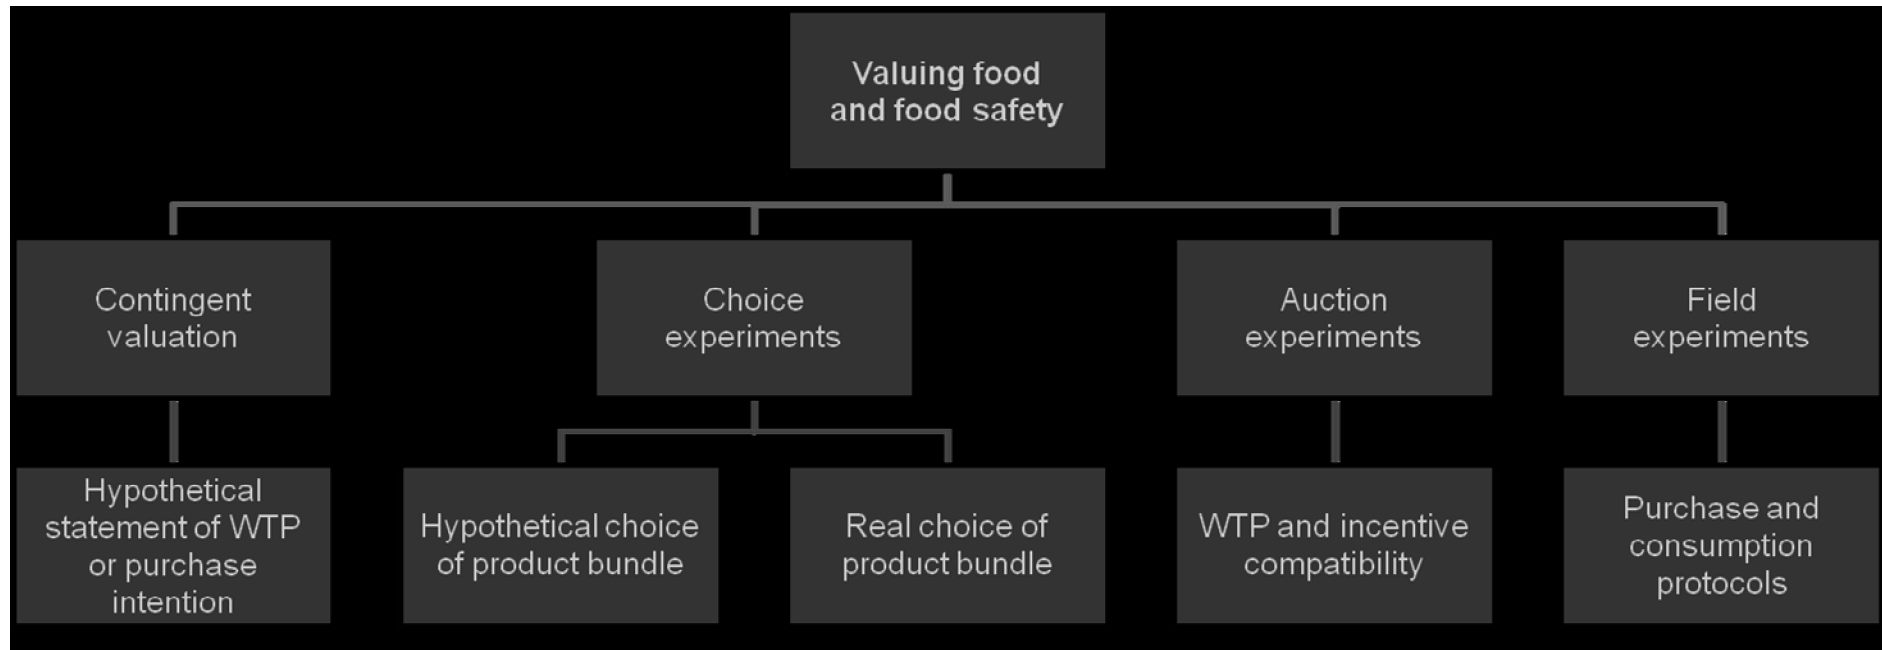 Valuing food
and food safety
Contingent
valuation
Choice
experiments
Auction
experiments
Field
experiments
Hypothetical
statement of WTP
or purchase
intention
Hypothetical choice
of product bundle
Real choice of
product bundle
WTP and incentive
compatibility
Purchase and
consumption
protocols